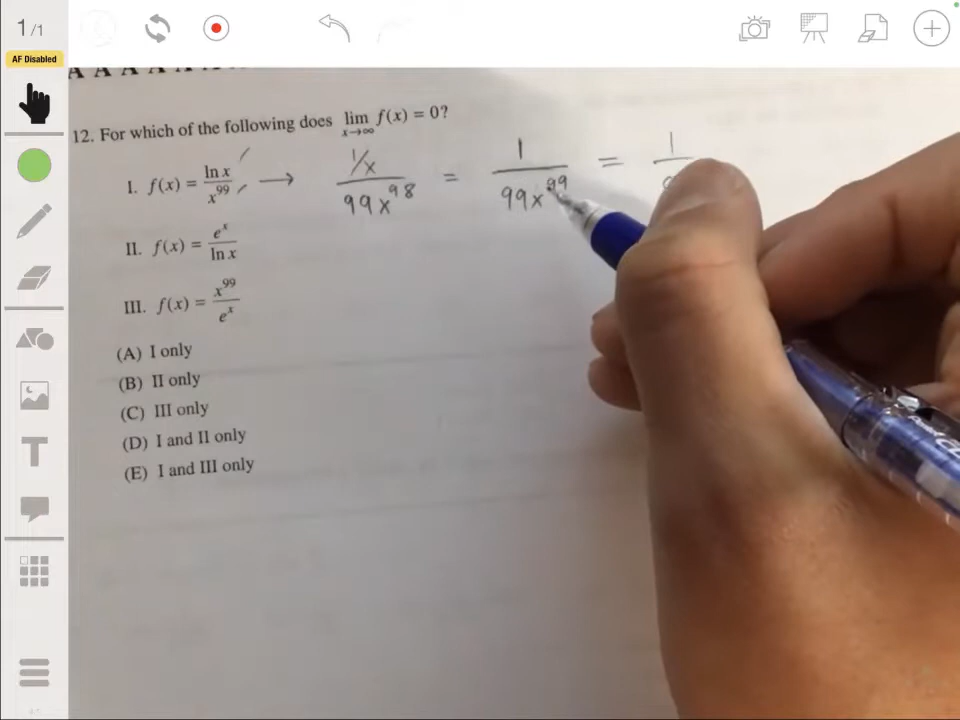 1/1
AF Disabled
A A A A A
12. For which of the following does lim x→∞ f(x) = 0?
I. f(x) = ln x / x^99 → 1/x / 99x^98 = 1 / 99x^99 = 1
II. f(x) = e^x / ln x
III. f(x) = x^99 / e^x
(A) I only
(B) II only
(C) III only
(D) I and II only
(E) I and III only
T